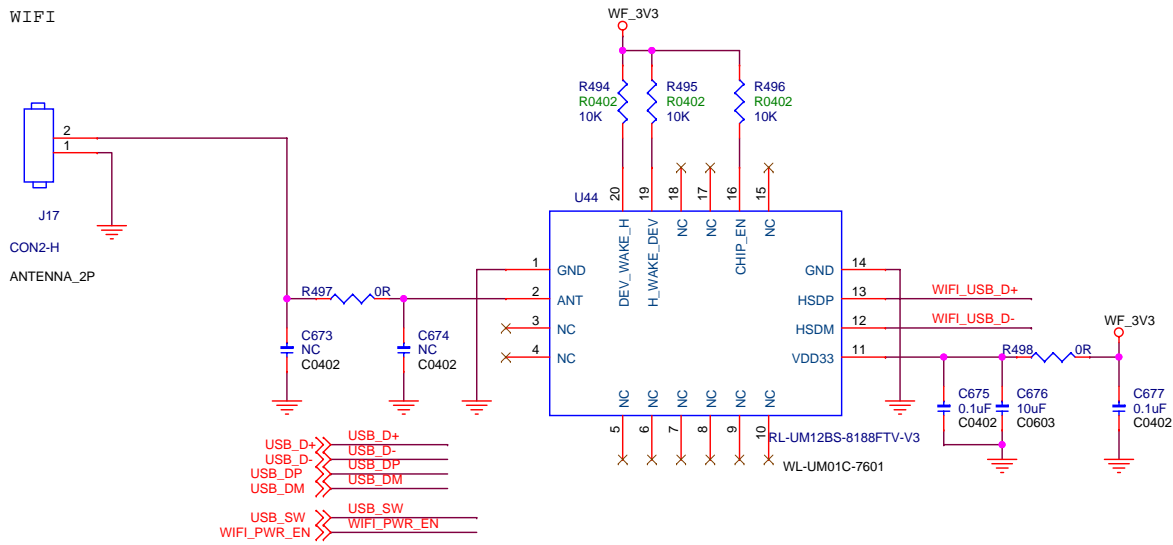 WIFI
WF_3V3
R494
R0402
10K
R495
R0402
10K
R496
R0402
10K
2
1
J17
CON2-H
ANTENNA_2P
U44
20
19
18
17
16
15
DEV_WAKE_H
H_WAKE_DEV
NC
NC
CHIP_EN
NC
1
GND
2
ANT
3
NC
4
NC
GND
14
HSDP
13
WIFI_USB_D+
HSDM
12
WIFI_USB_D-
VDD33
11
R497
0R
C673
NC
C0402
C674
NC
C0402
R498
0R
WF_3V3
C675
0.1uF
C0402
C676
10uF
C0603
C677
0.1uF
C0402
NC
NC
NC
NC
NC
NC
5
6
7
8
9
10
RL-UM12BS-8188FTV-V3
WL-UM01C-7601
USB_D+ USB_D+
USB_D- USB_D-
USB_DP USB_DP
USB_DM USB_DM
USB_SW USB_SW
WIFI_PWR_EN WIFI_PWR_EN